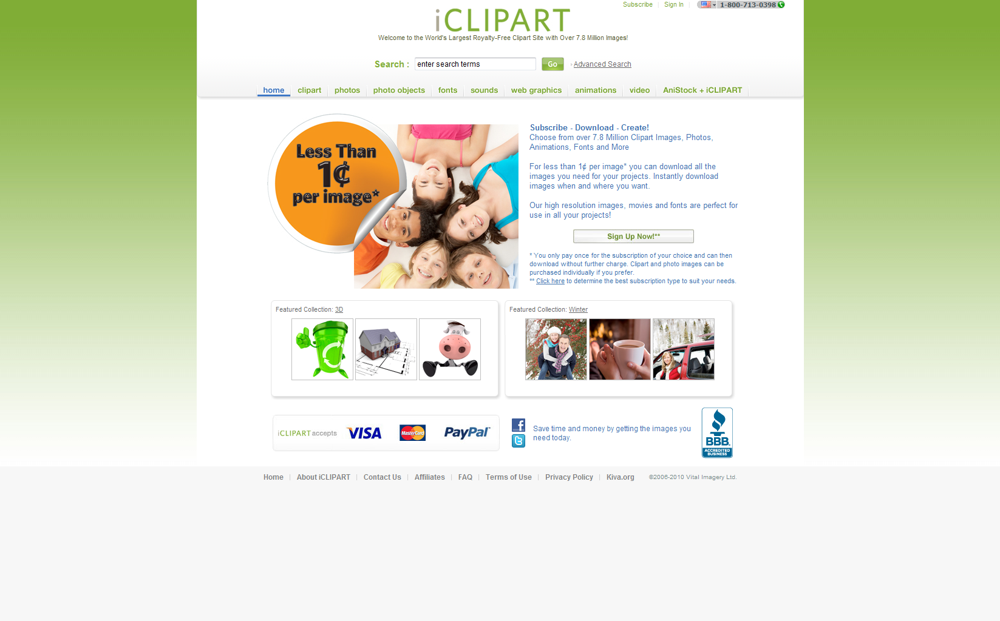 Subscribe
Sign In
1-800-713-0398
iCLIPART
Welcome to the World's Largest Royalty-Free Clipart Site with Over 7.8 Million Images!
Search :
enter search terms
Go
Advanced Search
home
clipart
photos
photo objects
fonts
sounds
web graphics
animations
video
AniStock + iCLIPART
Less Than
1¢
per image*
Subscribe - Download - Create!
Choose from over 7.8 Million Clipart Images, Photos,
Animations, Fonts and More
For less than 1¢ per image* you can download all the
images you need for your projects. Instantly download
images when and where you want.
Our high resolution images, movies and fonts are perfect for
use in all your projects!
Sign Up Now!**
* You only pay once for the subscription of your choice and can then
download without further charge. Clipart and photo images can be
purchased individually if you prefer.
** Click here to determine the best subscription type to suit your needs.
Featured Collection: 3D
Featured Collection: Winter
iCLIPART accepts
VISA
MasterCard
PayPal
Save time and money by getting the images you
need today.
BBB.
ACCREDITED
BUSINESS
Home
About iCLIPART
Contact Us
Affiliates
FAQ
Terms of Use
Privacy Policy
Kiva.org
©2006-2010 Vital Imagery Ltd.